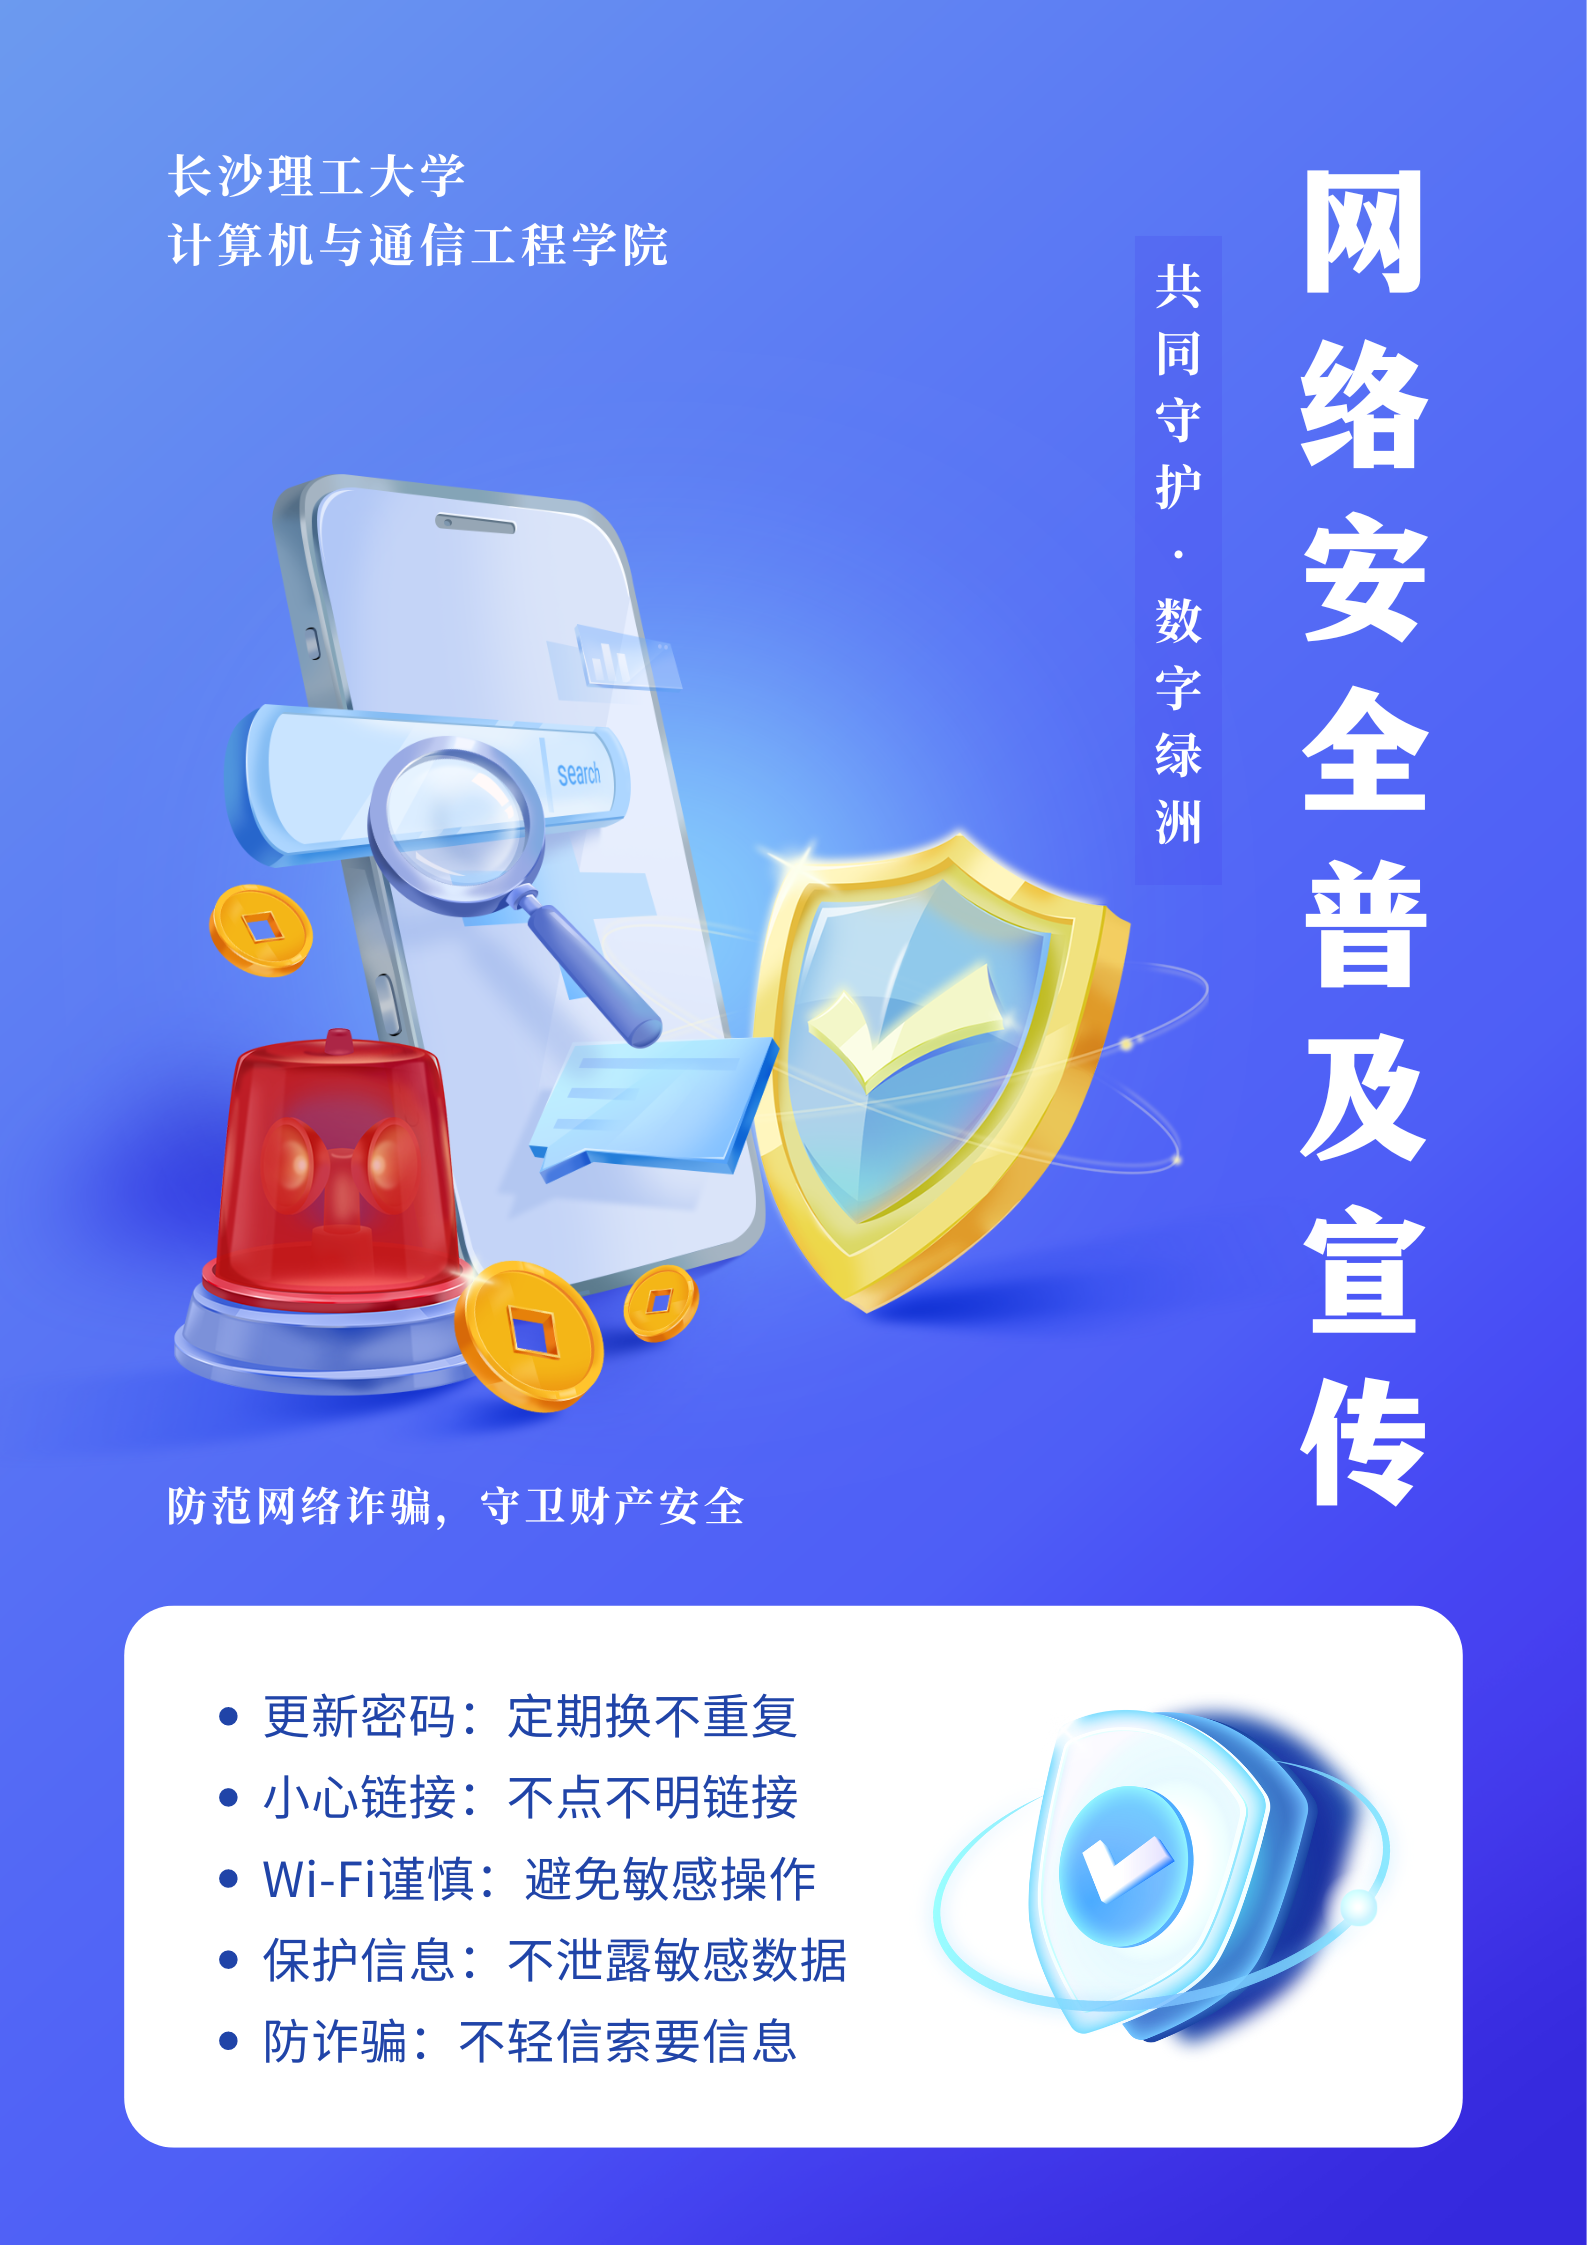 长沙理工大学
计算机与通信工程学院
网络安全普及宣传
共同守护·数字绿洲
search
防范网络诈骗，守卫财产安全
更新密码：定期换不重复
小心链接：不点不明链接
Wi-Fi谨慎：避免敏感操作
保护信息：不泄露敏感数据
防诈骗：不轻信索要信息